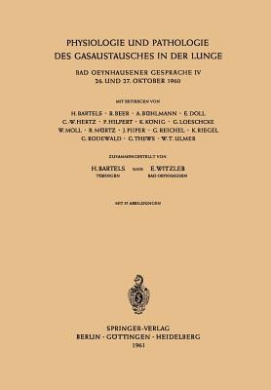 PHYSIOLOGIE UND PATHOLOGIE
DES GASAUSTAUSCHES IN DER LUNGE
BAD OEYNHAUSENER GESPRÄCHE IV
26. UND 27. OKTOBER 1960
MIT BEITRÄGEN VON
H. BARTELS · R. BEER · A. BÜHLMANN · E. DOLL
C.-W. HERTZ · P. HILPERT · K. KÖNIG · G. LOESCHCKE
W. MOLL · R. MÜRTZ · J. PIIPER · G. REICHEL · K. RIEGEL
G. RODEWALD · G. THEWS · W. T. ULMER
ZUSAMMENGESTELLT VON
H. BARTELS UND E. WITZLEB
TÜBINGEN BAD OEYNHAUSEN
MIT ABBILDUNGEN
SPRINGER-VERLAG
BERLIN · GÖTTINGEN · HEIDELBERG
1961